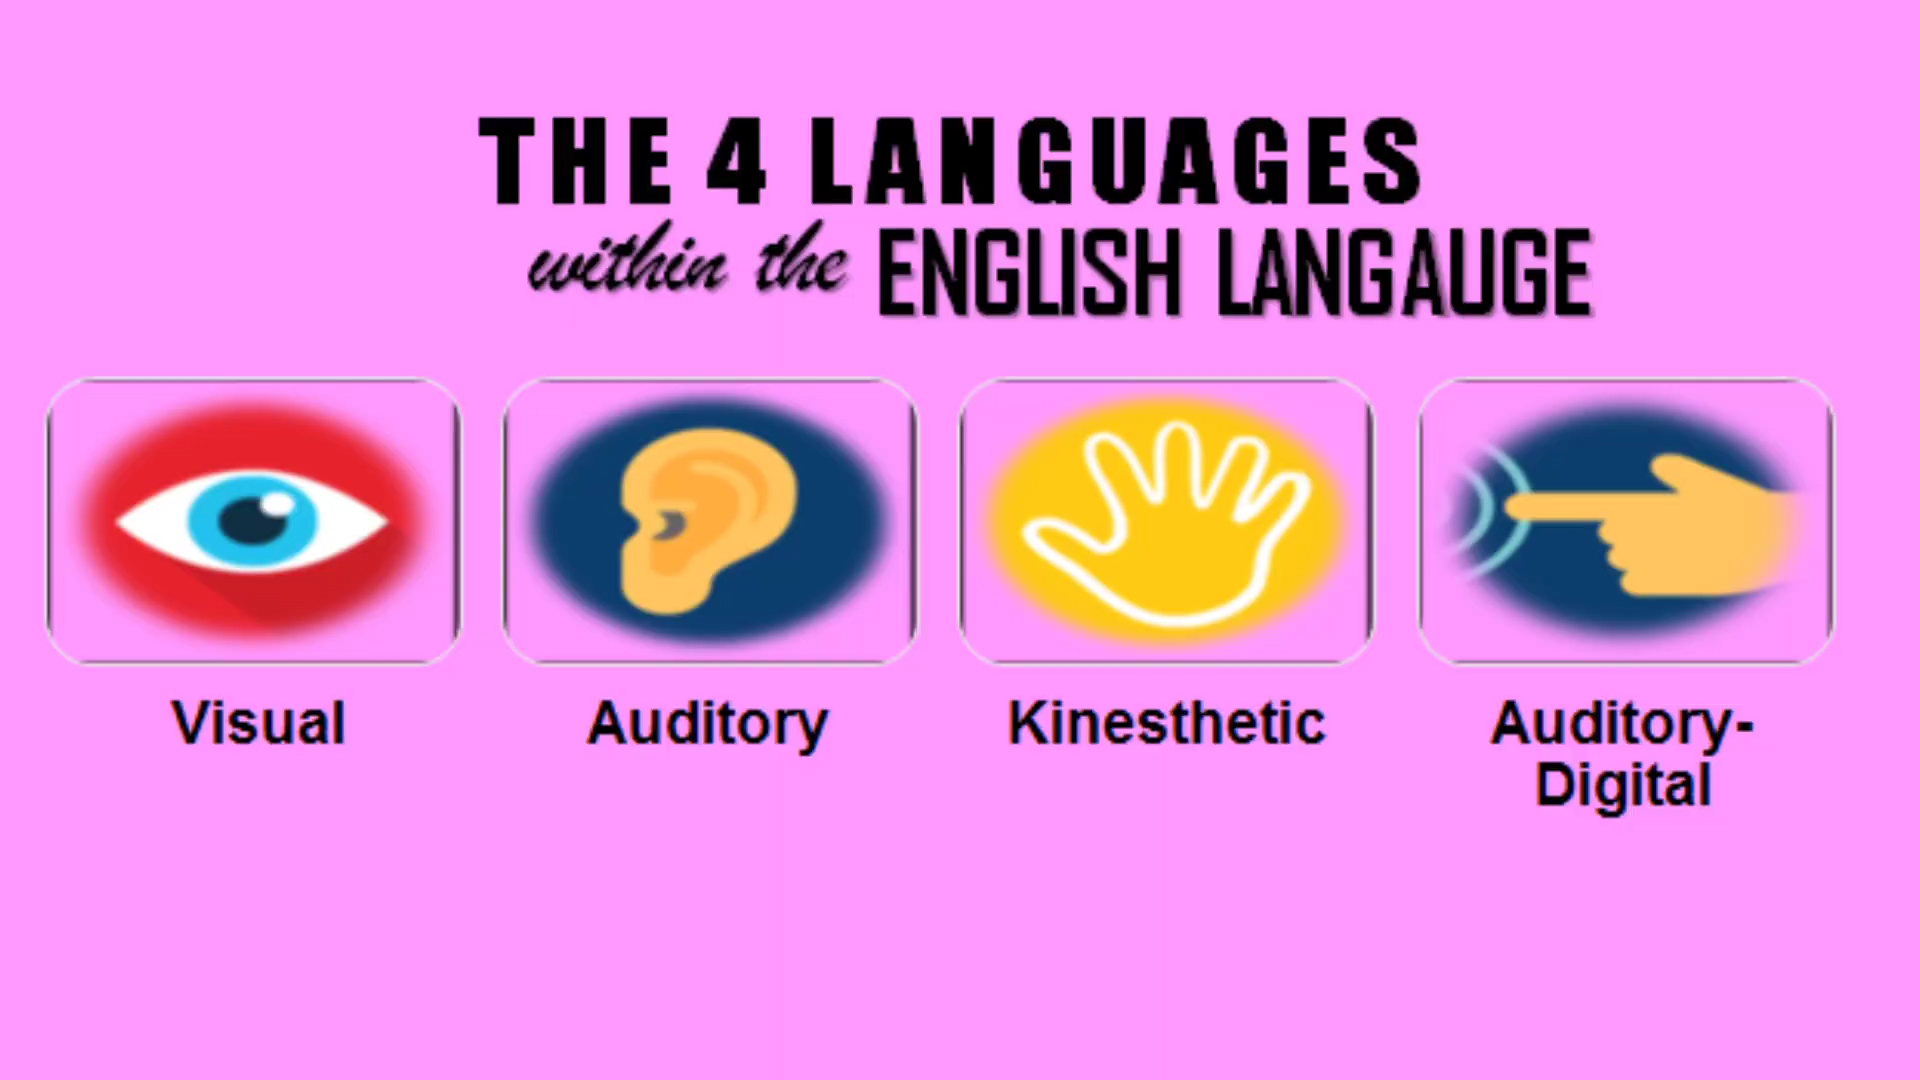 THE 4 LANGUAGES
within the ENGLISH LANGAUGE
Visual
Auditory
Kinesthetic
Auditory-
Digital